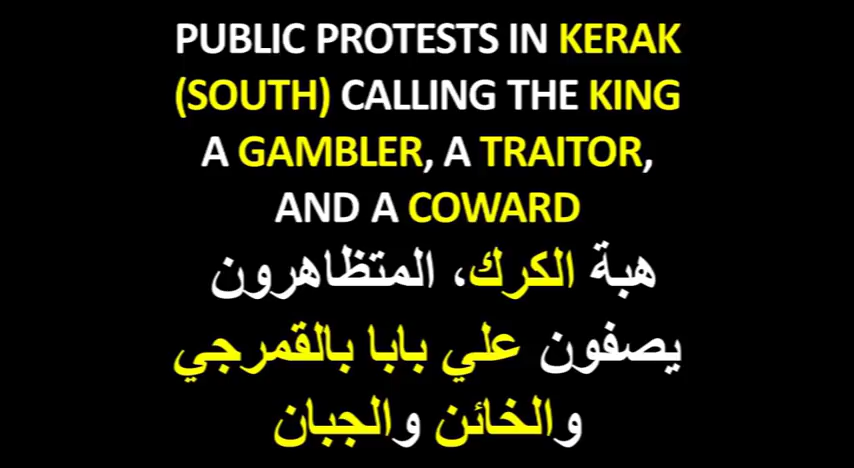 PUBLIC PROTESTS IN KERAK
(SOUTH) CALLING THE KING
A GAMBLER, A TRAITOR,
AND A COWARD
هبة الكرك، المتظاهرون
يصفون علي بابا بالقمرجي
والخائن والجبان